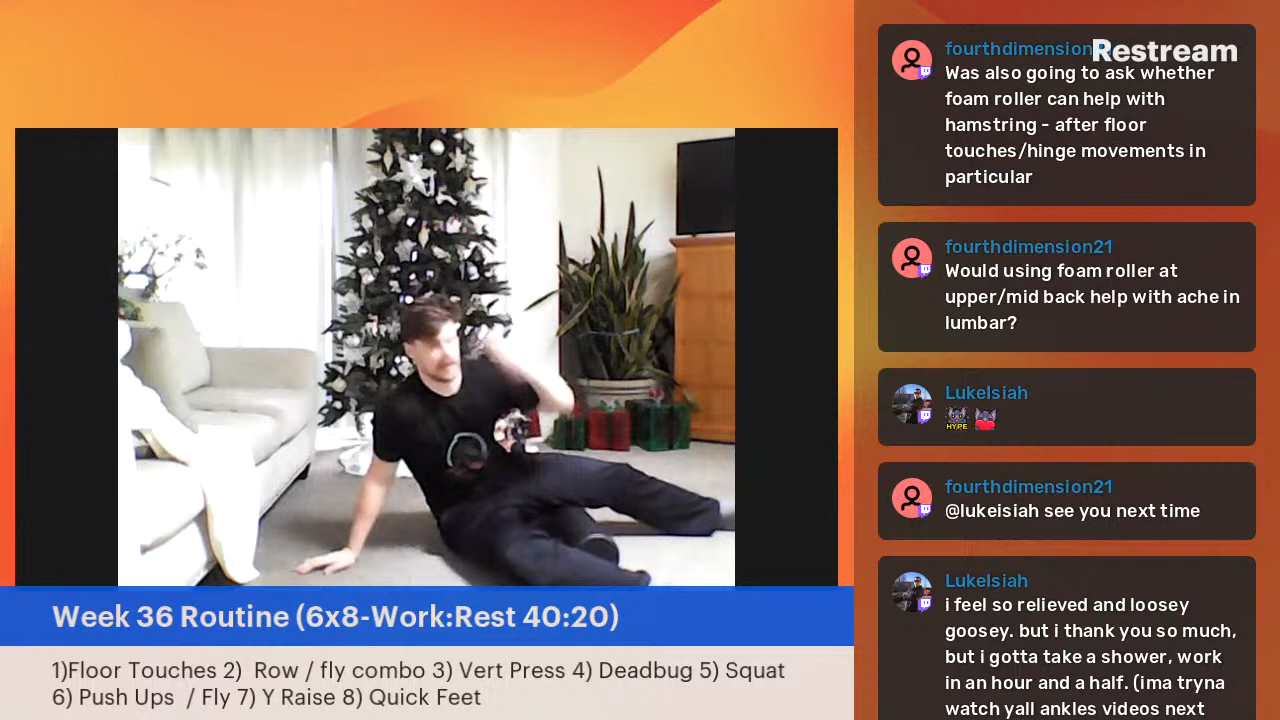 Restream
fourthdimension
Was also going to ask whether
foam roller can help with
hamstring - after floor
touches/hinge movements in
particular
fourthdimension21
Would using foam roller at
upper/mid back help with ache in
lumbar?
LukeIsiah
HYPE
fourthdimension21
@lukeisiah see you next time
LukeIsiah
i feel so relieved and loosey
goosey. but i thank you so much,
but i gotta take a shower, work
in an hour and a half. (ima tryna
watch yall ankles videos next
Week 36 Routine (6x8-Work:Rest 40:20)
1)Floor Touches 2)  Row / fly combo 3) Vert Press 4) Deadbug 5) Squat
6) Push Ups  / Fly 7) Y Raise 8) Quick Feet